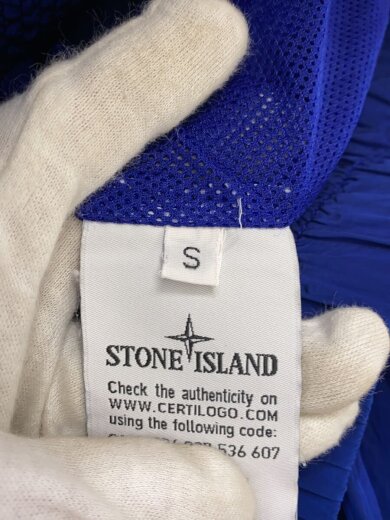 S
STONE ISLAND
Check the authenticity on
WWW.CERTILOGO.COM
using the following code:
536 607